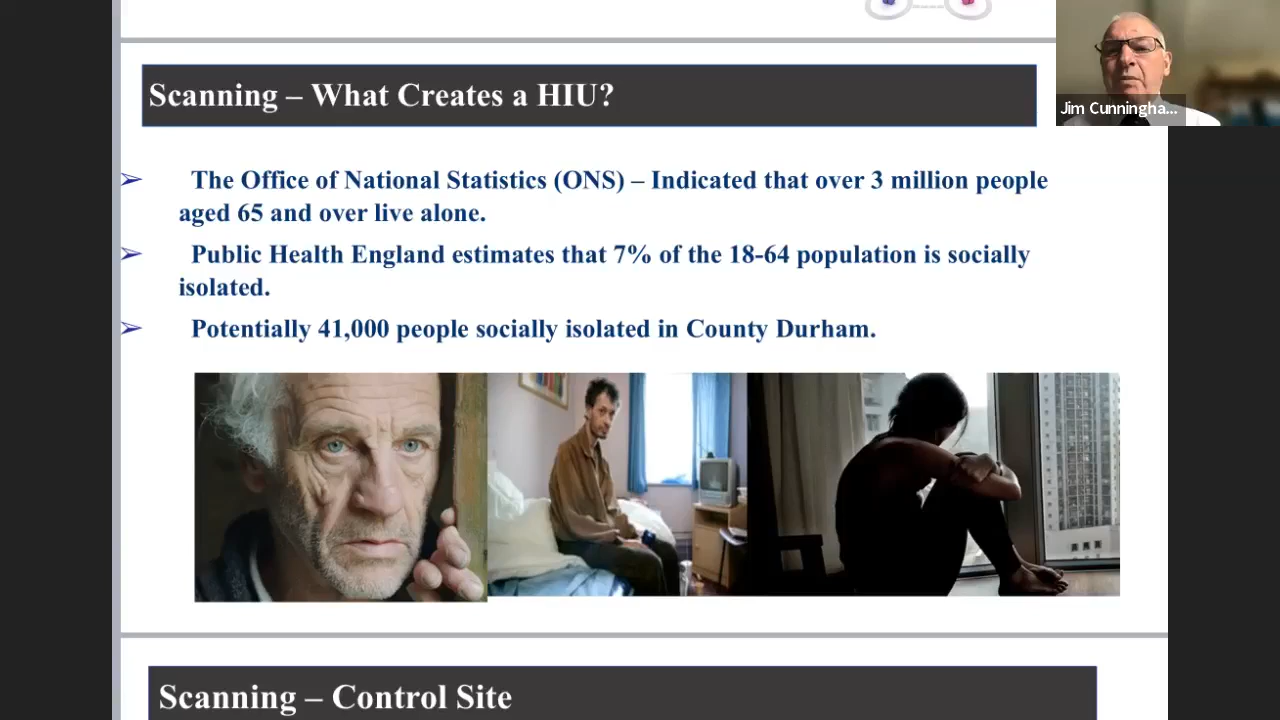 Scanning – What Creates a HIU?
Jim Cunningha...
➢ The Office of National Statistics (ONS) – Indicated that over 3 million people
aged 65 and over live alone.
➢ Public Health England estimates that 7% of the 18-64 population is socially
isolated.
➢ Potentially 41,000 people socially isolated in County Durham.
Scanning – Control Site